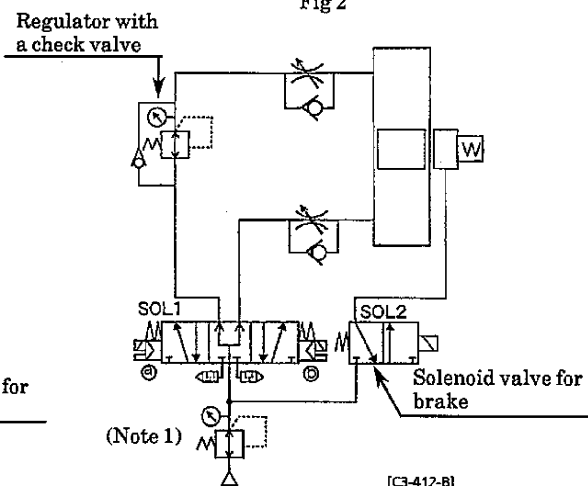 Fig 2
Regulator with
a check valve
W
SOL1
SOL2
ⓐ
ⓑ
Solenoid valve for
brake
for
(Note 1)
[C3-412-B]